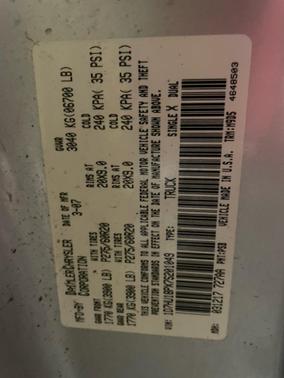 MFD BY DAIMLERCHRYSLER CORPORATION DATE OF MFR 3-07 GVWR 3040 KG(06700 LB)
GAWR FRONT WITH TIRES RIMS AT COLD
1770 KG(3900 LB) P275/60R20 20X9.0 240 KPA( 35 PSI)
GAWR REAR WITH TIRES RIMS AT COLD
1770 KG(3900 LB) P275/60R20 20X9.0 240 KPA( 35 PSI)
THIS VEHICLE CONFORMS TO ALL APPLICABLE FEDERAL MOTOR VEHICLE SAFETY AND THEFT
PREVENTION STANDARDS IN EFFECT ON THE DATE OF MANUFACTURE SHOWN ABOVE.
TYPE: TRUCK SINGLE X DUAL
VEHICLE MADE IN U.S.A.
4648503